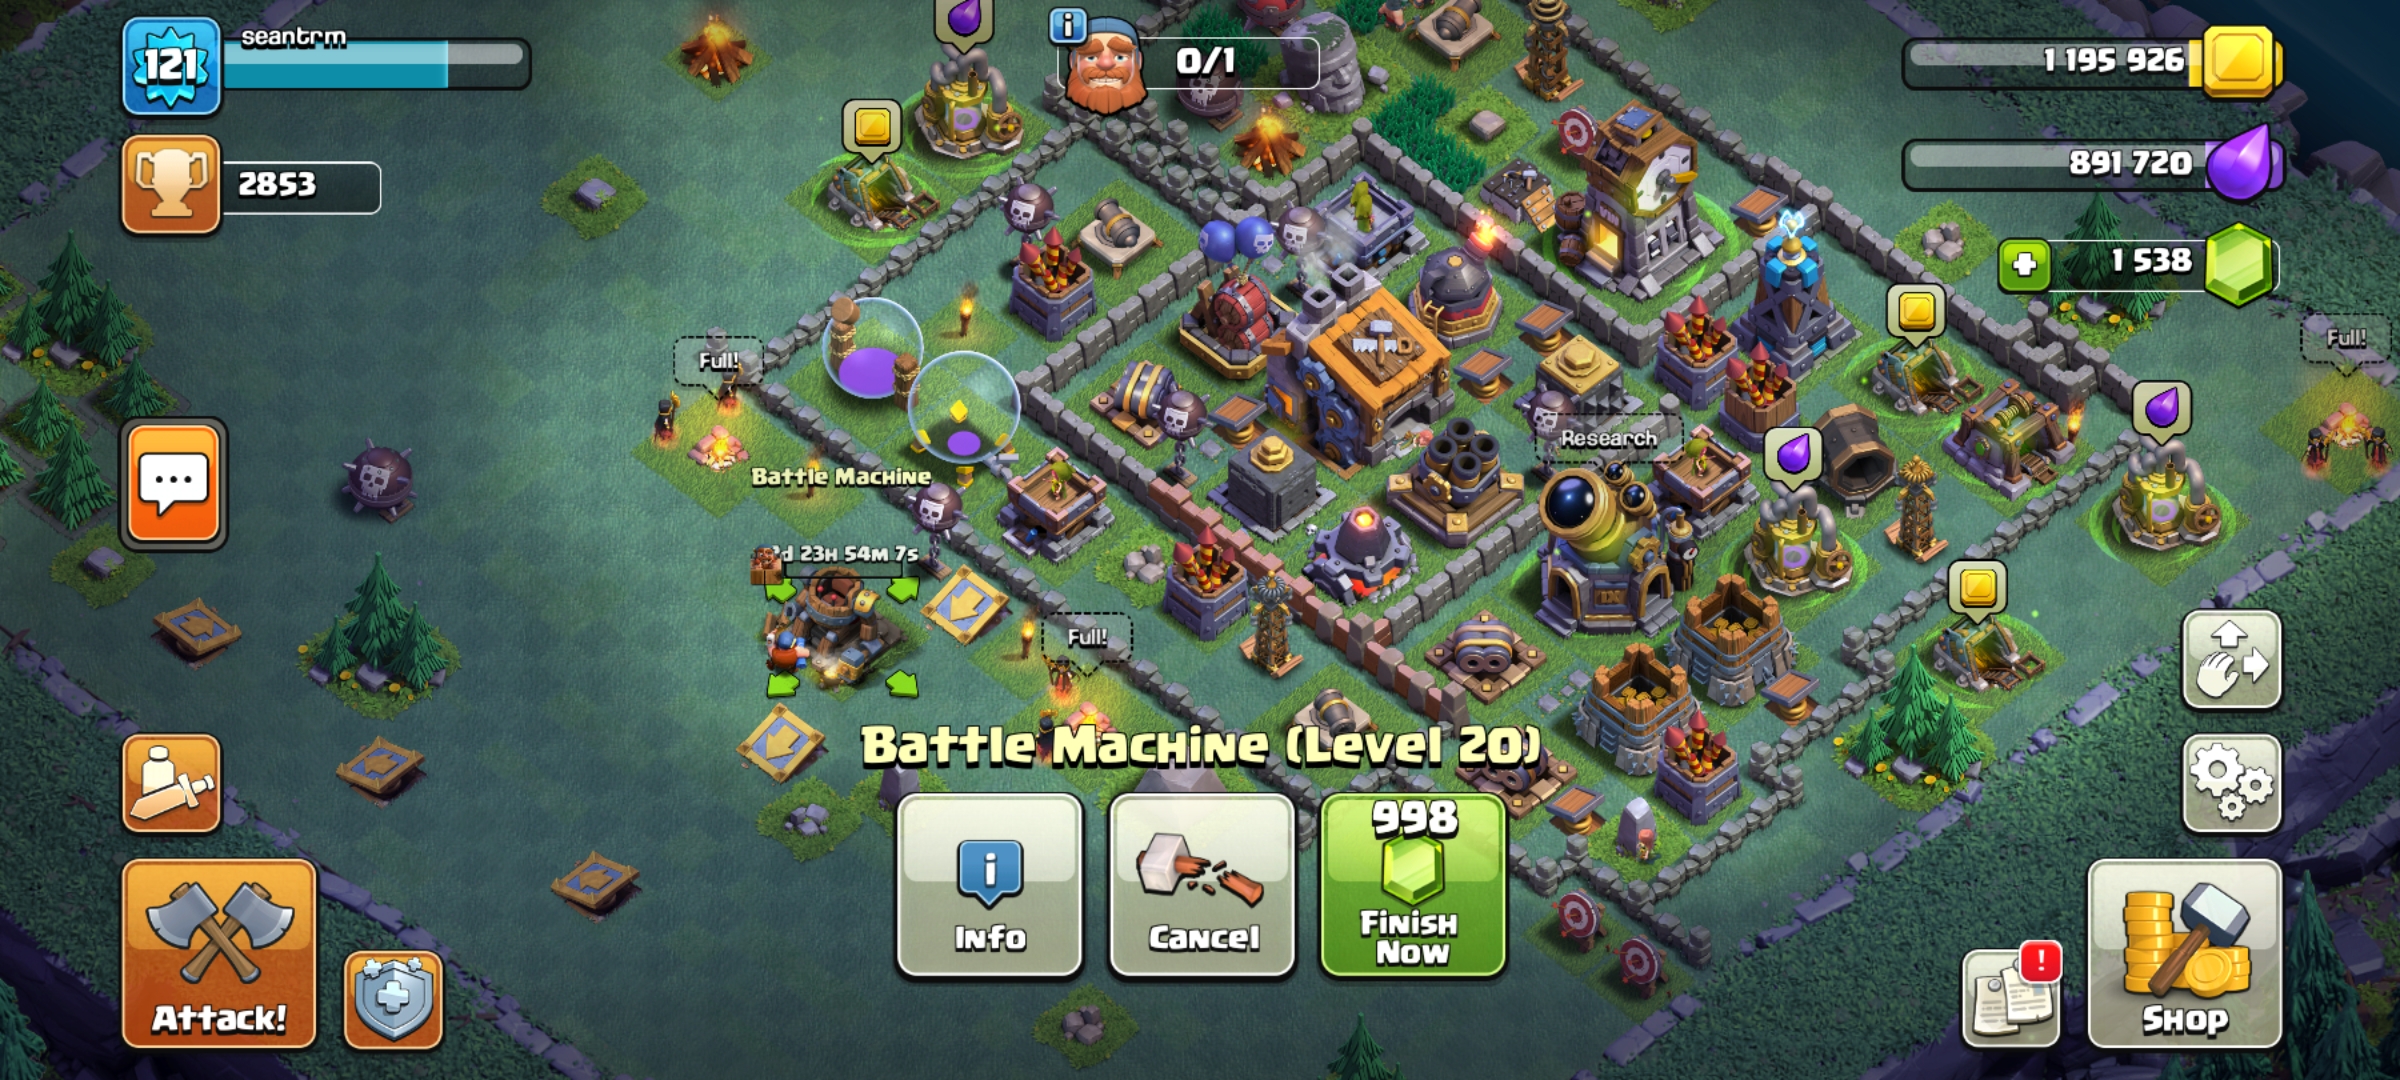 121
seantrm
0/1
1 195 926
2853
891 720
1 538
Full!
Full!
Research
Battle Machine
d 23H 54M 7s
Full!
Battle Machine (Level 20)
998
Info
Cancel
Finish
Now
Attack!
!
Shop